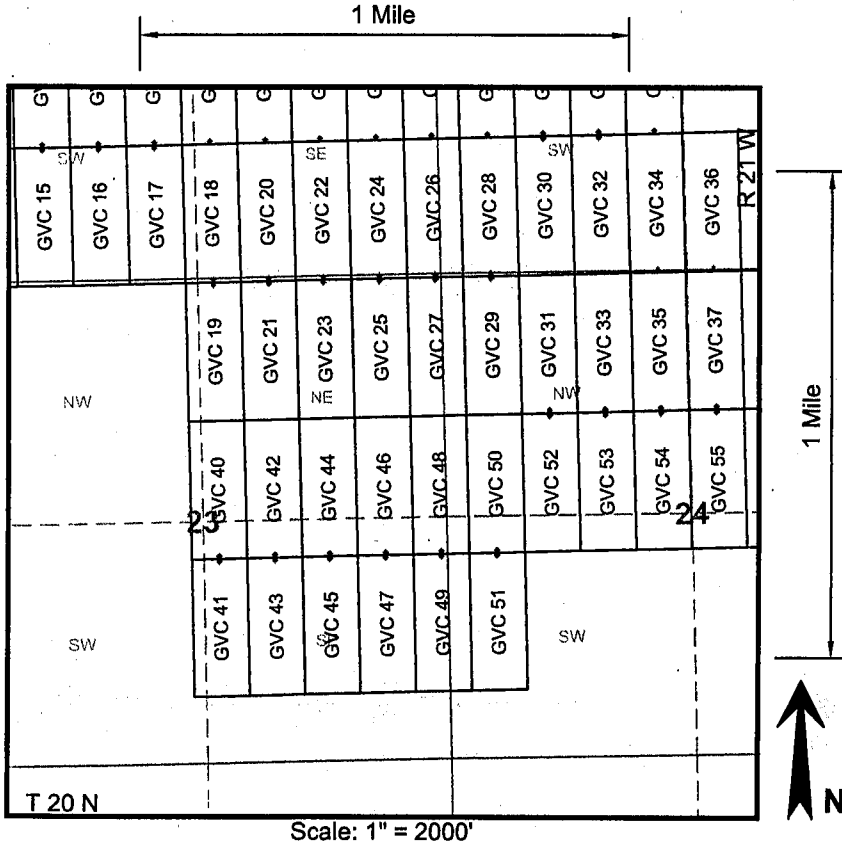 1 Mile
G G G G G G G G G G G
SW SE SW
GVC 15 GVC 16 GVC 17 GVC 18 GVC 20 GVC 22 GVC 24 GVC 26 GVC 28 GVC 30 GVC 32 GVC 34 GVC 36 R 21 W
GVC 19 GVC 21 GVC 23 GVC 25 GVC 27 GVC 29 GVC 31 GVC 33 GVC 35 GVC 37
NW NE NW
1 Mile
GVC 40 GVC 42 GVC 44 GVC 46 GVC 48 GVC 50 GVC 52 GVC 53 GVC 54 GVC 55
23 24
GVC 41 GVC 43 GVC 45 GVC 47 GVC 49 GVC 51
SW SW
T 20 N
N
Scale: 1" = 2000'